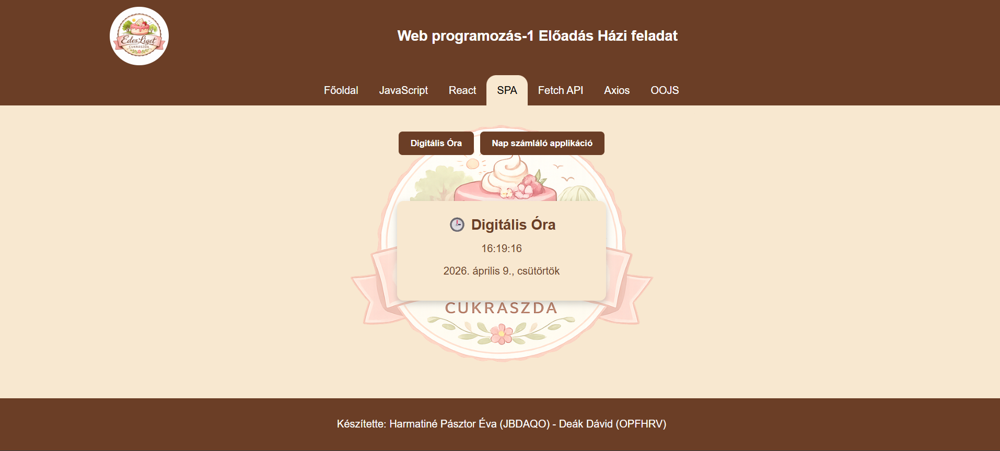 Édes Liget
CUKRASZDA
Web programozás-1 Előadás Házi feladat
Főoldal JavaScript React SPA Fetch API Axios OOJS
Digitális Óra Nap számláló applikáció
Digitális Óra
16:19:16
2026. április 9., csütörtök
CUKRASZDA
Készítette: Harmatiné Pásztor Éva (JBDAQO) - Deák Dávid (OPFHRV)